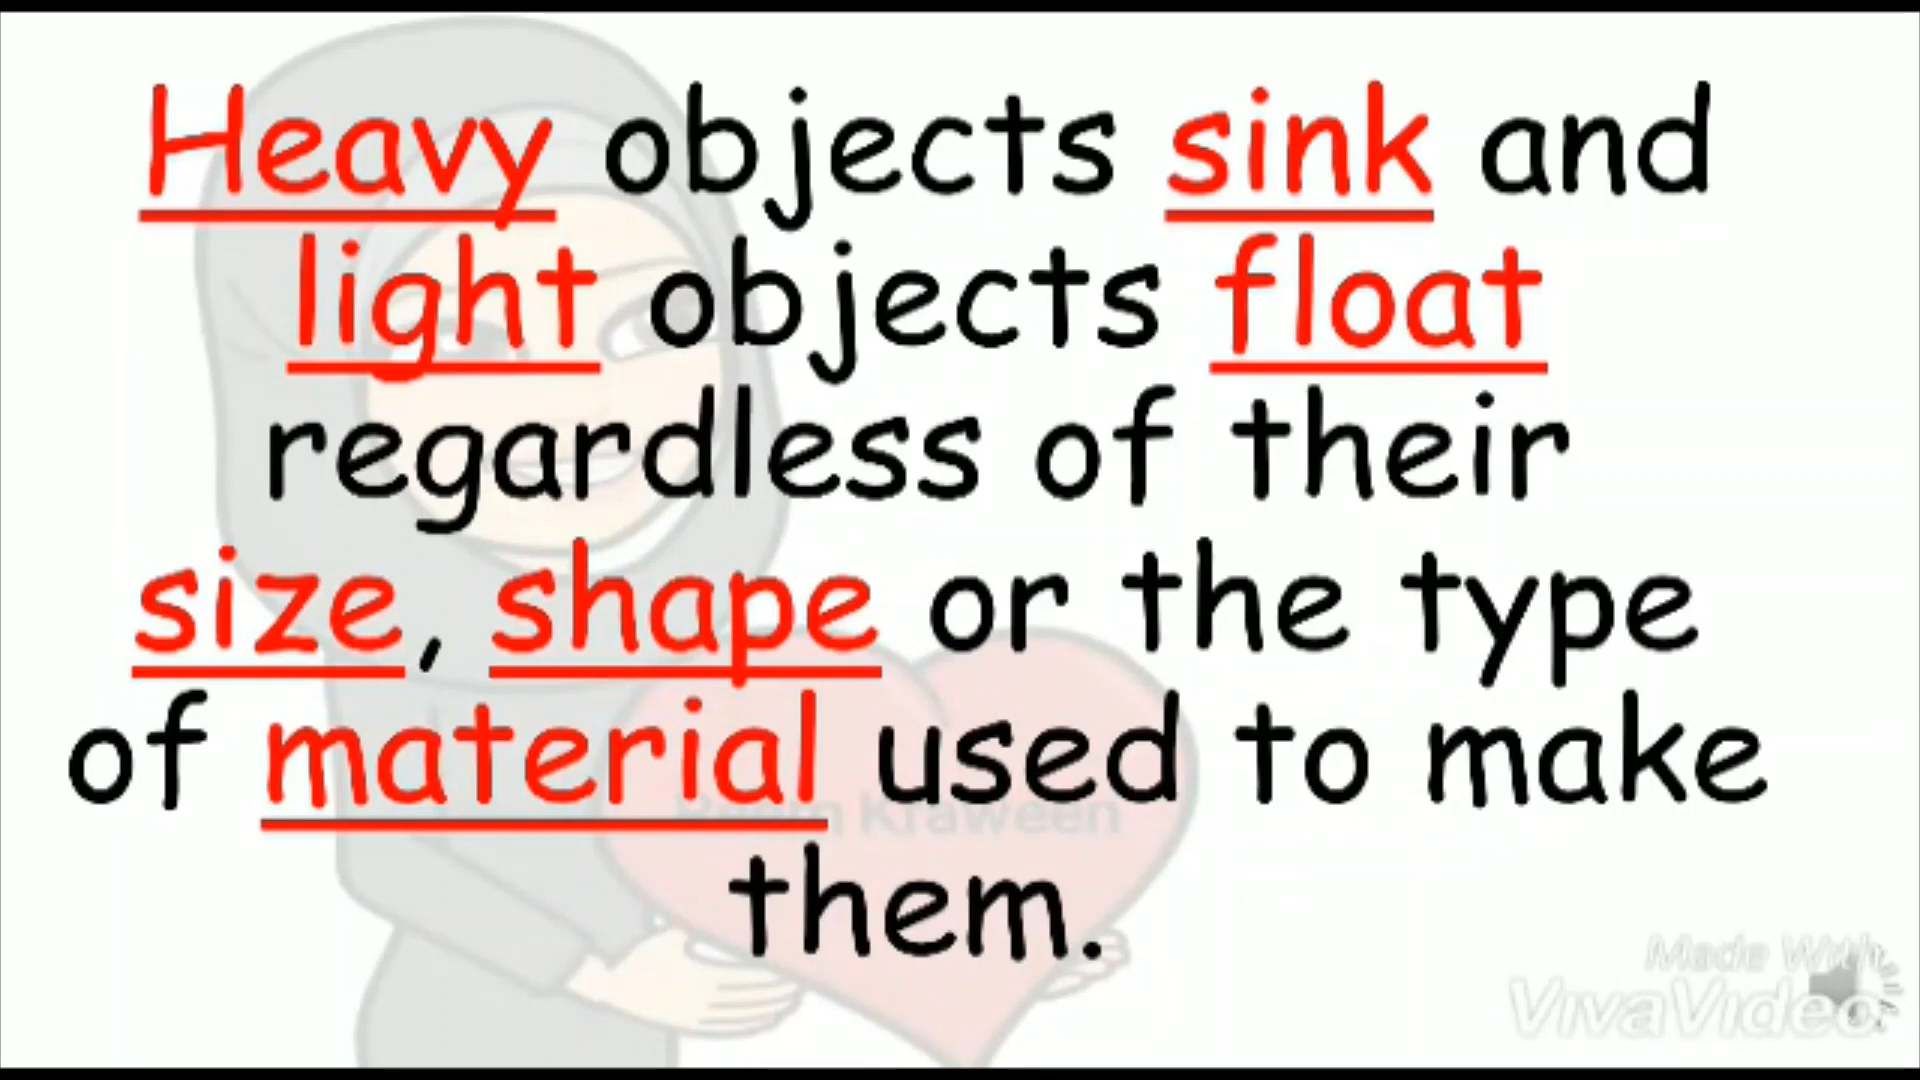 Heavy objects sink and
light objects float
regardless of their
size, shape or the type
of material used to make
them.
Kraween
Made With
VivaVideo